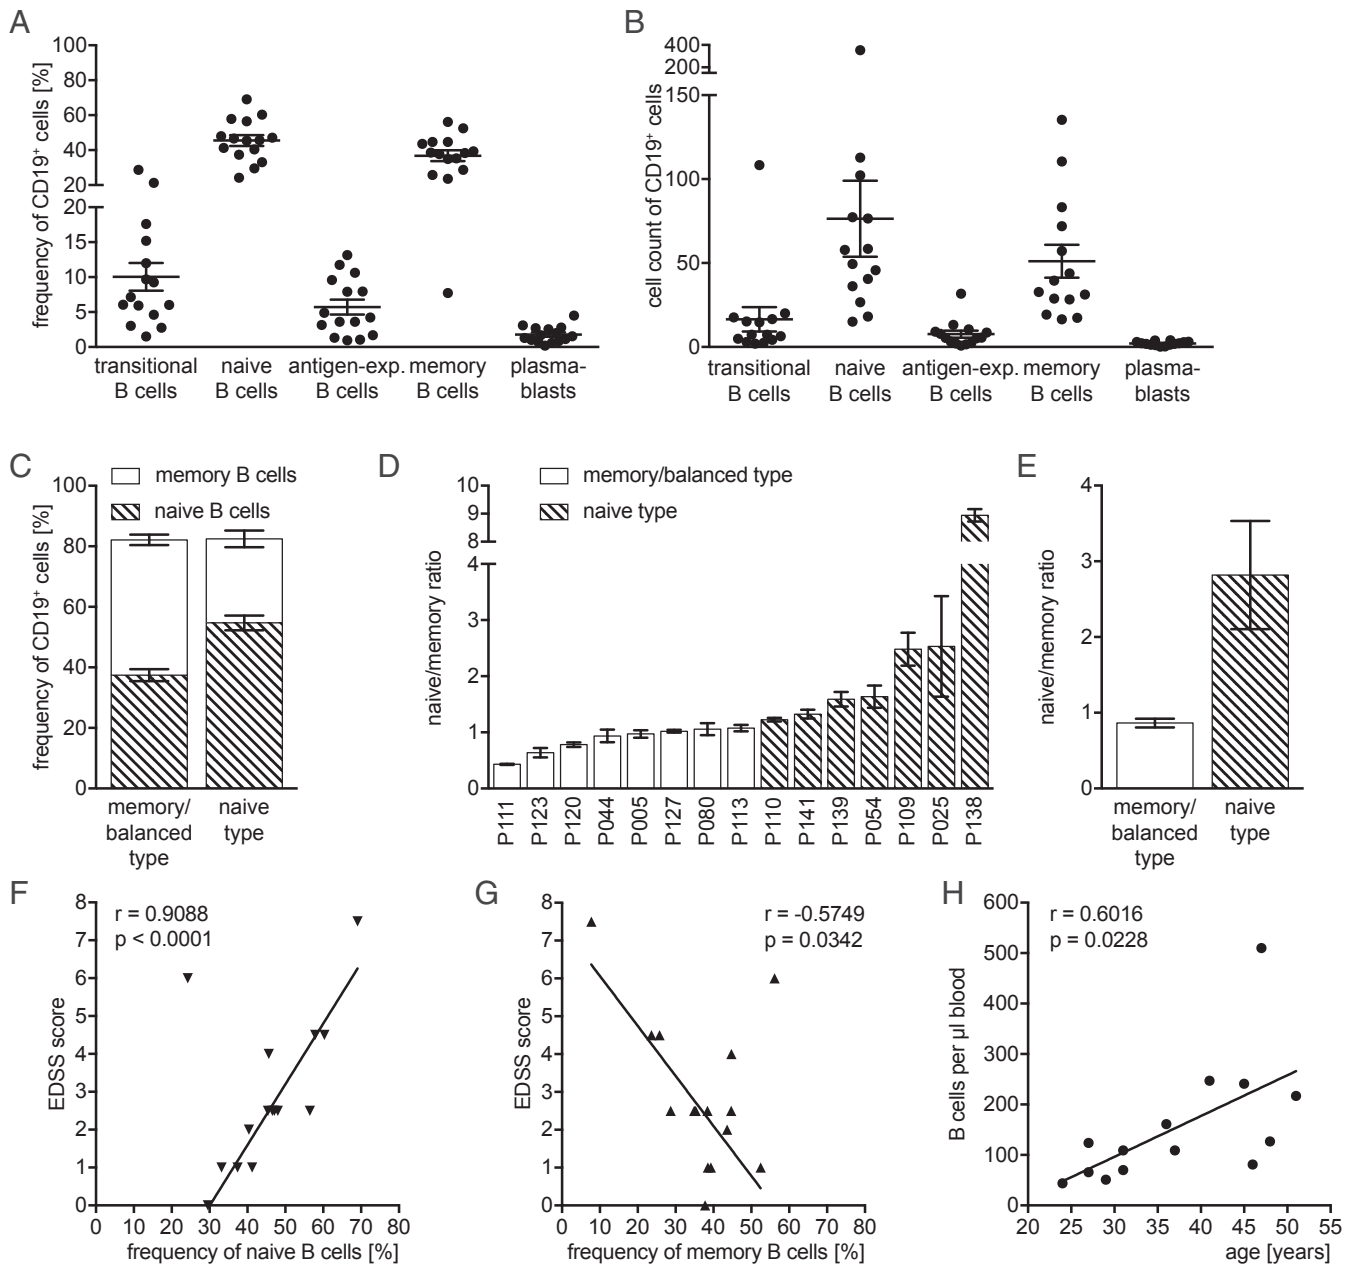 A
frequency of CD19⁺ cells [%]
100
80
60
40
20
20
15
10
5
0
transitional
B cells
naive
B cells
antigen-exp.
B cells
memory
B cells
plasma-
blasts
B
cell count of CD19⁺ cells
400
200
150
100
50
0
transitional
B cells
naive
B cells
antigen-exp.
B cells
memory
B cells
plasma-
blasts
C
memory B cells
naive B cells
frequency of CD19⁺ cells [%]
100
80
60
40
20
0
memory/
balanced
type
naive
type
D
memory/balanced type
naive type
naive/memory ratio
10
9
8
4
3
2
1
0
P111
P123
P120
P044
P005
P127
P080
P113
P110
P141
P139
P054
P109
P025
P138
E
naive/memory ratio
4
3
2
1
0
memory/
balanced
type
naive
type
F
r = 0.9088
p < 0.0001
EDSS score
8
7
6
5
4
3
2
1
0
0 10 20 30 40 50 60 70 80
frequency of naive B cells [%]
G
r = -0.5749
p = 0.0342
EDSS score
8
7
6
5
4
3
2
1
0
0 10 20 30 40 50 60 70 80
frequency of memory B cells [%]
H
r = 0.6016
p = 0.0228
B cells per µl blood
600
500
400
300
200
100
0
20 25 30 35 40 45 50 55
age [years]